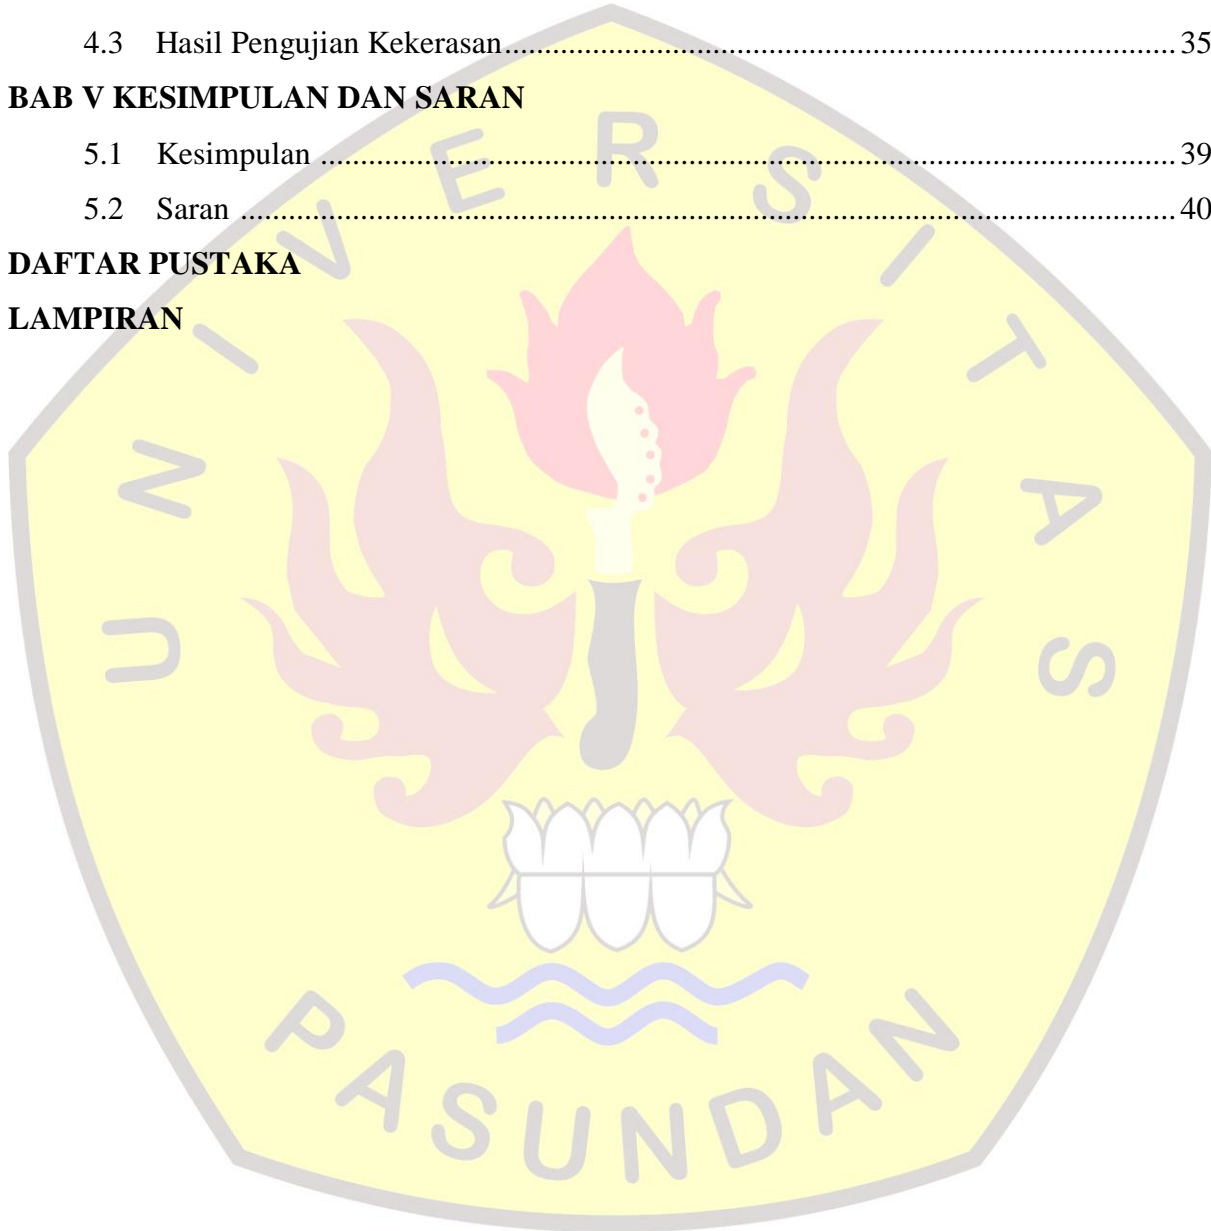 4.3 Hasil Pengujian Kekerasan.......................................................................................35
BAB V KESIMPULAN DAN SARAN
5.1 Kesimpulan ..............................................................................................................39
5.2 Saran ........................................................................................................................40
DAFTAR PUSTAKA
LAMPIRAN
UNIVERSITAS
PASUNDAN